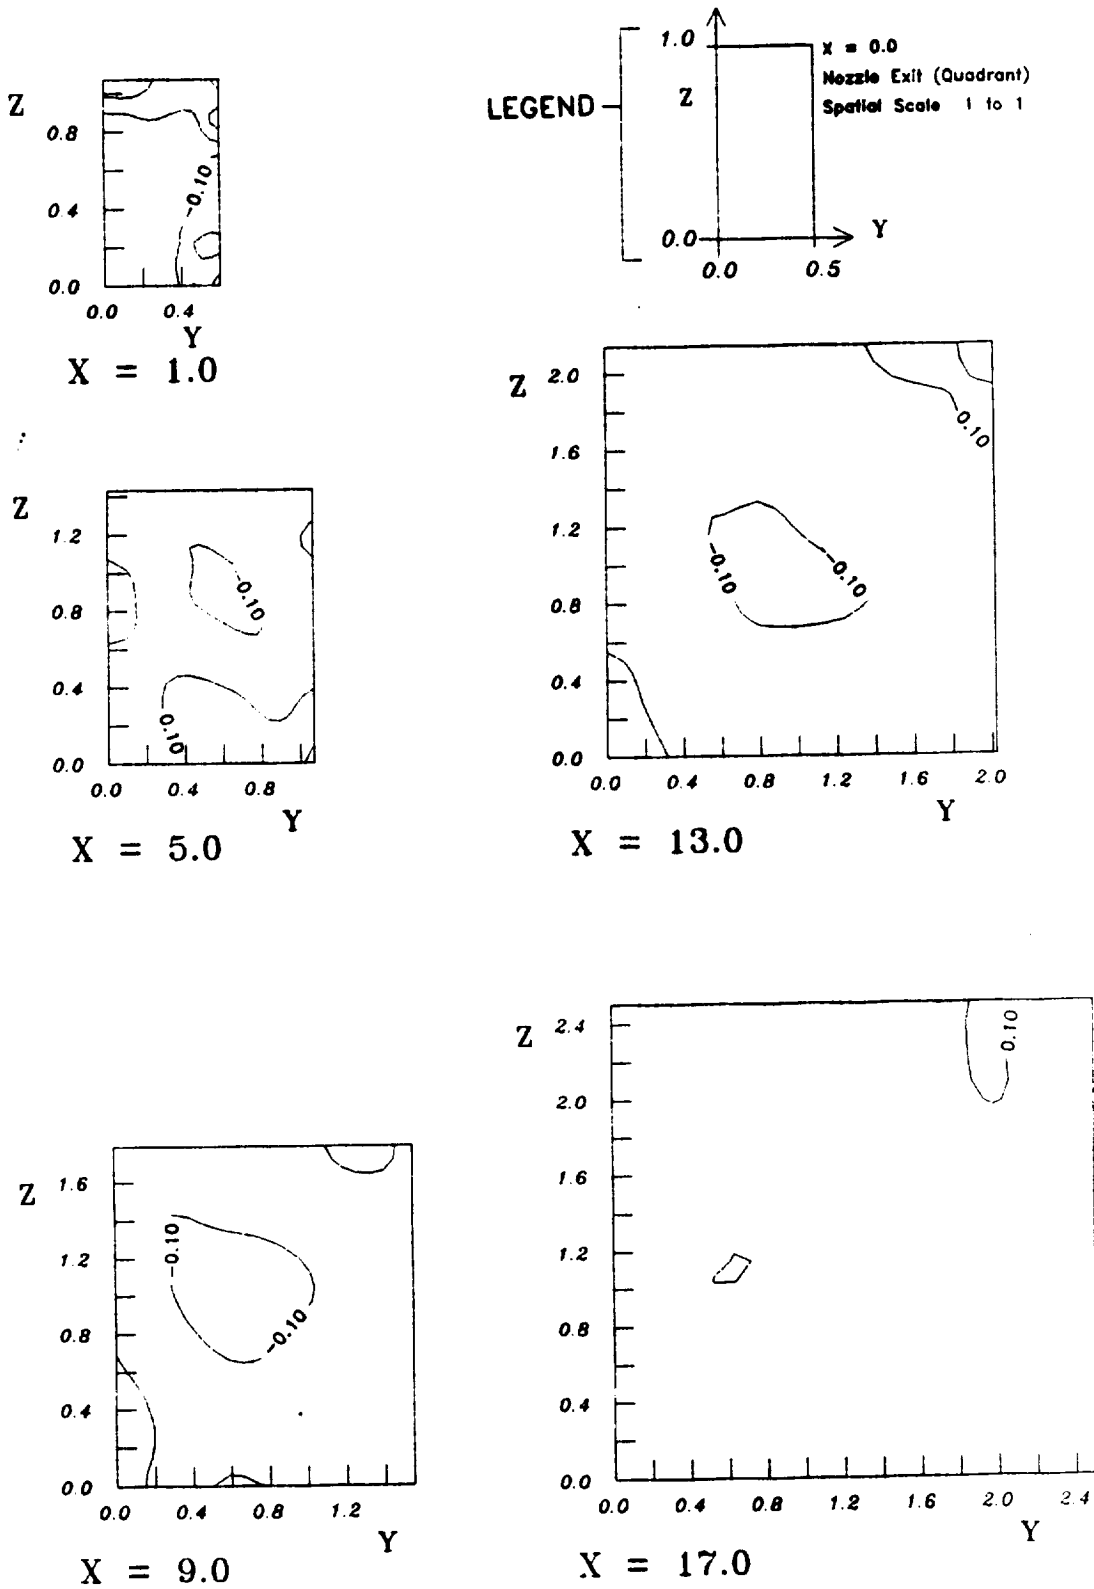 Z
0.8
0.4
0.0
0.0 0.4
Y
-0.10
X = 1.0
LEGEND
1.0
Z
0.0
0.0 0.5
Y
X = 0.0
Nozzle Exit (Quadrant)
Spatial Scale 1 to 1
Z
1.2
0.8
0.4
0.0
0.0 0.4 0.8
Y
-0.10
0.10
X = 5.0
Z
2.0
1.6
1.2
0.8
0.4
0.0
0.0 0.4 0.8 1.2 1.6 2.0
Y
0.10
-0.10
-0.10
X = 13.0
Z
1.6
1.2
0.8
0.4
0.0
0.0 0.4 0.8 1.2
Y
-0.10
-0.10
X = 9.0
Z
2.4
2.0
1.6
1.2
0.8
0.4
0.0
0.0 0.4 0.8 1.2 1.6 2.0 2.4
Y
0.10
X = 17.0